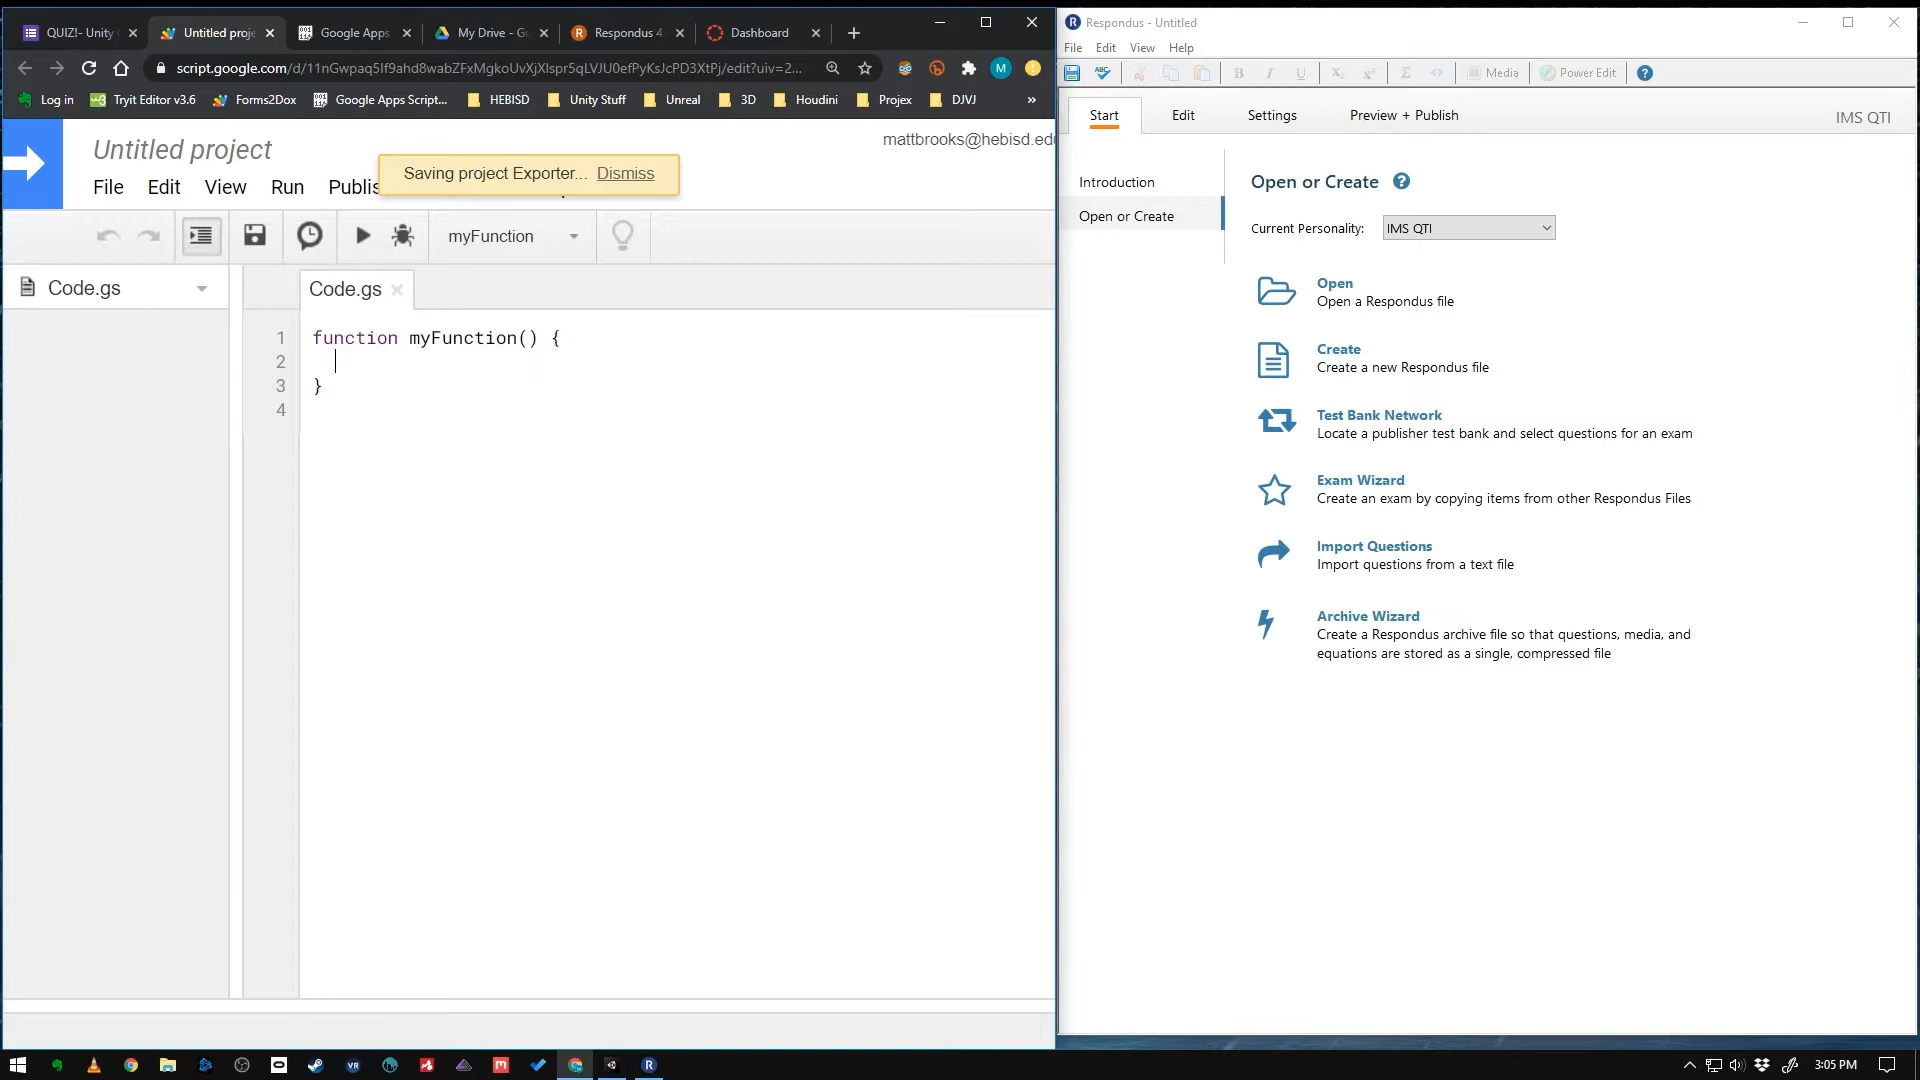 QUIZ!- Unity
Untitled proje
Google Apps
My Drive - Go
Respondus 4.
Dashboard
script.google.com/d/11nGwpaq5If9ahd8wabZFxMgkoUvXjXIspr5qLVJU0efPyKsJcPD3XtPj/edit?uiv=2...
M
Log in
Tryit Editor v3.6
Forms2Dox
Google Apps Script...
HEBISD
Unity Stuff
Unreal
3D
Houdini
Projex
DJVJ
»
Untitled project
mattbrooks@hebisd.edu
Saving project Exporter... Dismiss
File Edit View Run Publis
myFunction
Code.gs
Code.gs
1 function myFunction() {
2
3 }
4
Respondus - Untitled
File Edit View Help
B I U
Media
Power Edit
Start
Edit
Settings
Preview + Publish
IMS QTI
Introduction
Open or Create
Open or Create
Current Personality: IMS QTI
Open
Open a Respondus file
Create
Create a new Respondus file
Test Bank Network
Locate a publisher test bank and select questions for an exam
Exam Wizard
Create an exam by copying items from other Respondus Files
Import Questions
Import questions from a text file
Archive Wizard
Create a Respondus archive file so that questions, media, and
equations are stored as a single, compressed file
3:05 PM